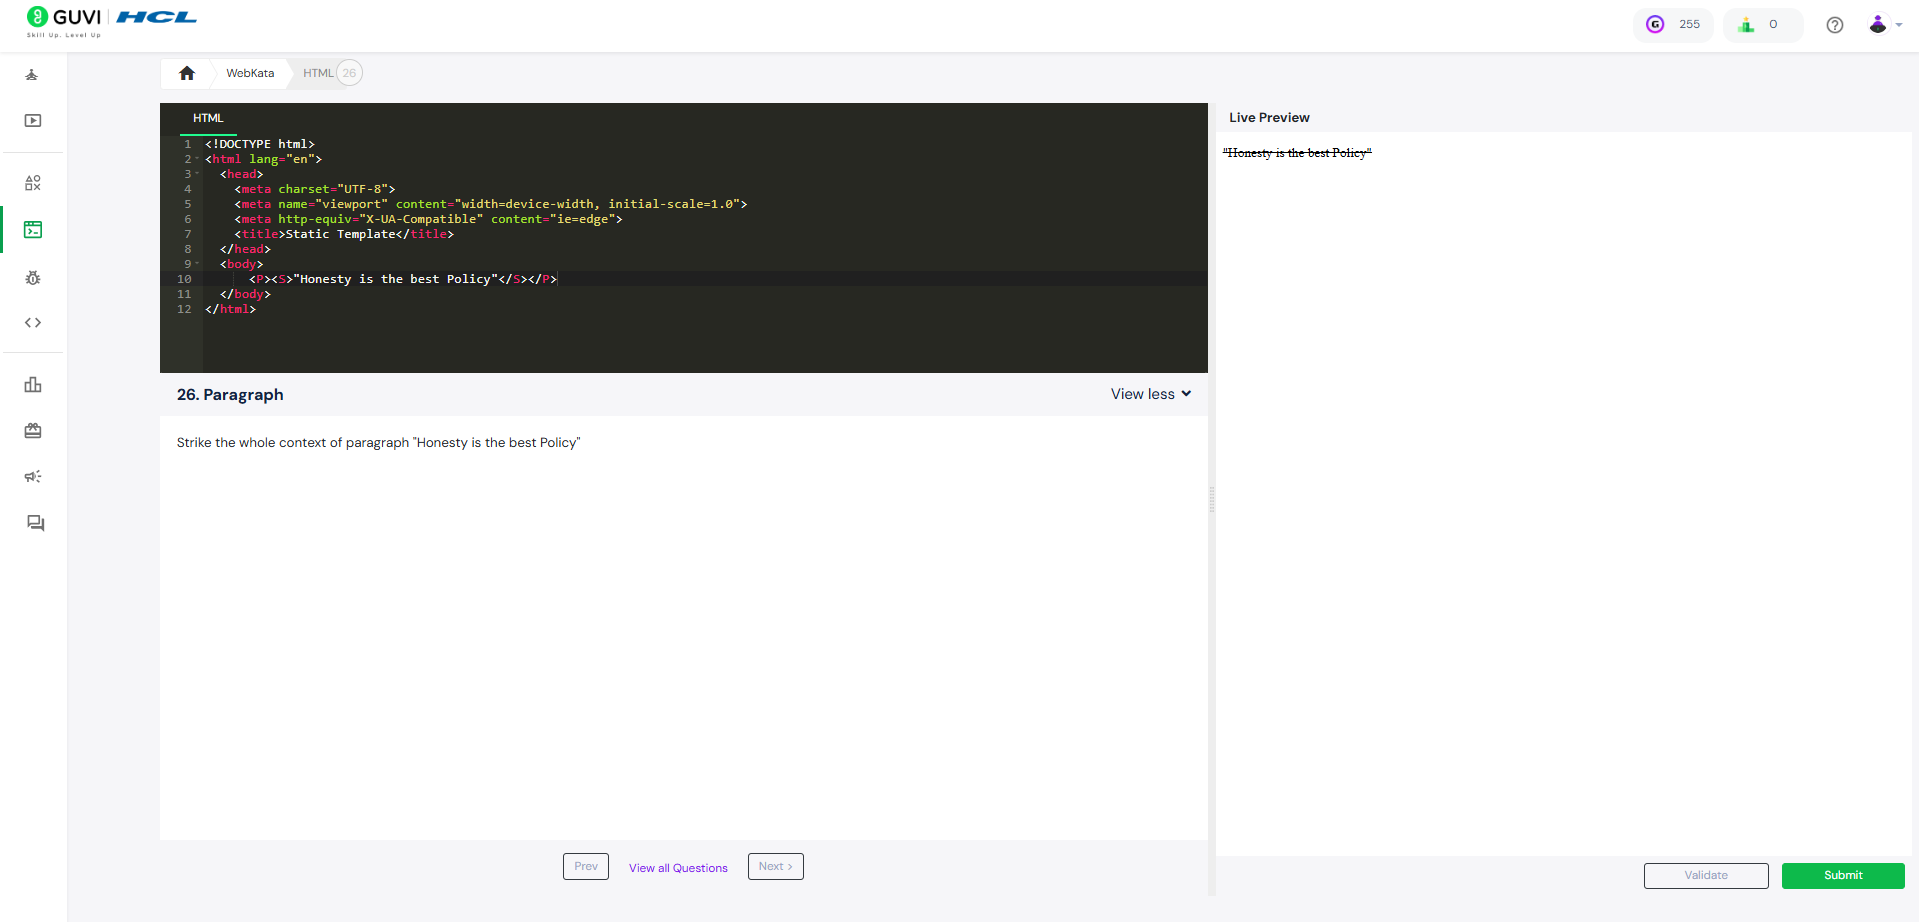 GUVI HCL
Skill Up. Level Up
255
0
WebKata
HTML 26
HTML
1 <!DOCTYPE html>
2 <html lang="en">
3 <head>
4 <meta charset="UTF-8">
5 <meta name="viewport" content="width=device-width, initial-scale=1.0">
6 <meta http-equiv="X-UA-Compatible" content="ie=edge">
7 <title>Static Template</title>
8 </head>
9 <body>
10 <P><S>"Honesty is the best Policy"</S></P>
11 </body>
12 </html>
26. Paragraph
View less
Strike the whole context of paragraph "Honesty is the best Policy"
Prev
View all Questions
Next >
Live Preview
"Honesty is the best Policy"
Validate
Submit